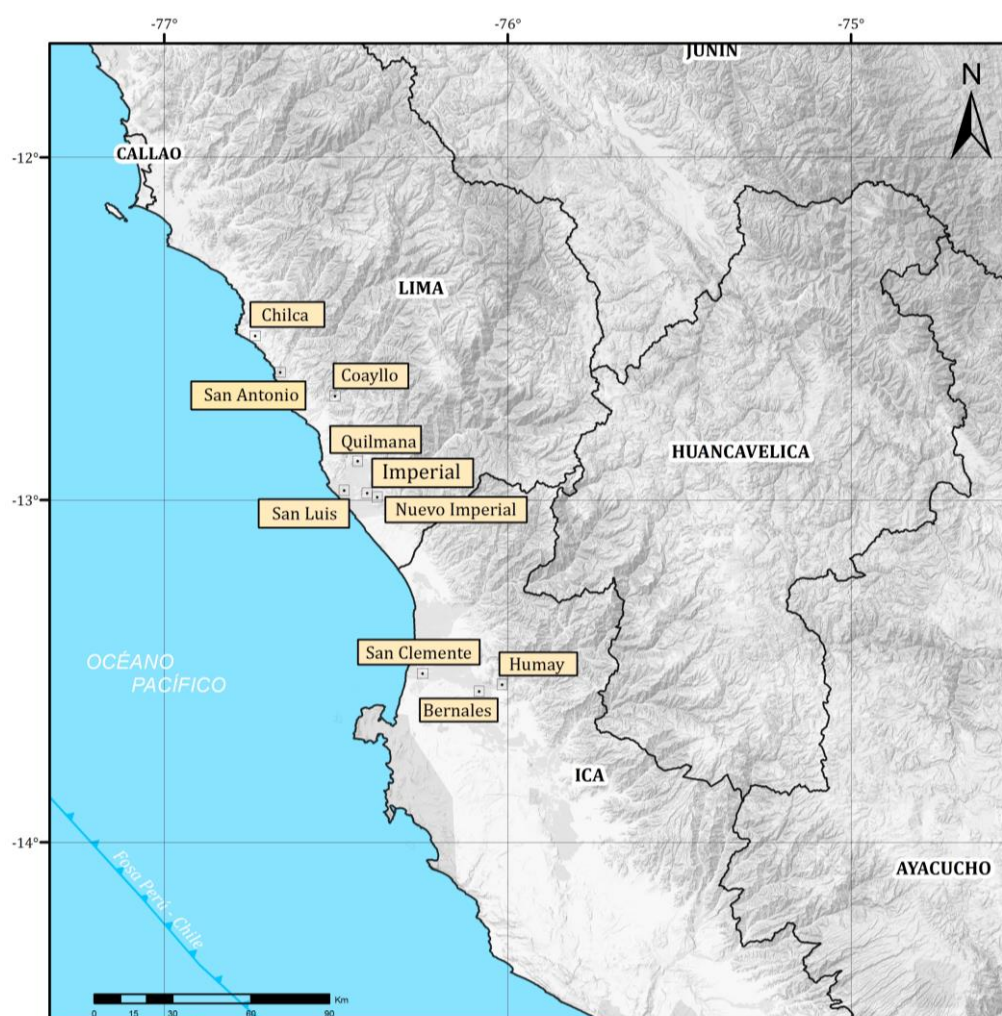 -77°
-76°
-75°
JUNÍN
N
-12°
CALLAO
LIMA
Chilca
Coayllo
San Antonio
Quilmana
HUANCAVELICA
Imperial
-13°
San Luis
Nuevo Imperial
San Clemente
Humay
OCÉANO
PACÍFICO
Bernales
ICA
-14°
Fosa Perú - Chile
AYACUCHO
Km
0 15 30 60 90